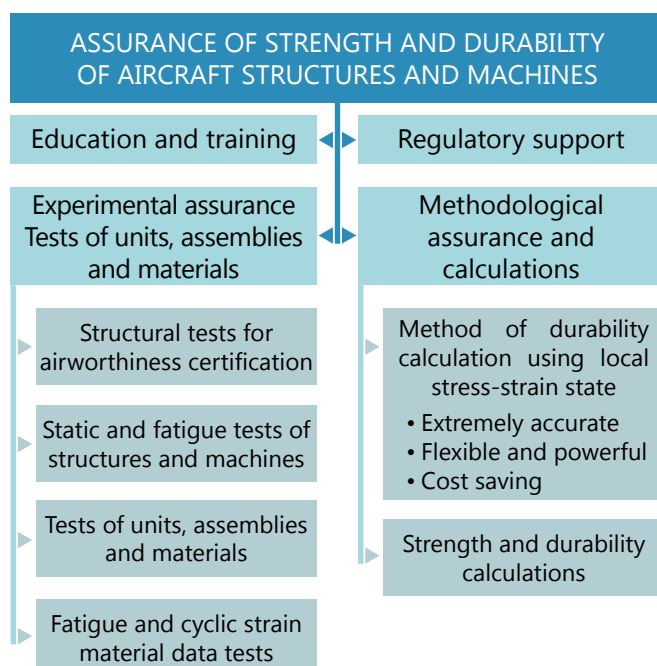 ASSURANCE OF STRENGTH AND DURABILITY
OF AIRCRAFT STRUCTURES AND MACHINES
Education and training
Regulatory support
Experimental assurance
Tests of units, assemblies
and materials
Methodological
assurance and
calculations
Structural tests for
airworthiness certification
Static and fatigue tests of
structures and machines
Tests of units, assemblies
and materials
Fatigue and cyclic strain
material data tests
Method of durability
calculation using local
stress-strain state
• Extremely accurate
• Flexible and powerful
• Cost saving
Strength and durability
calculations